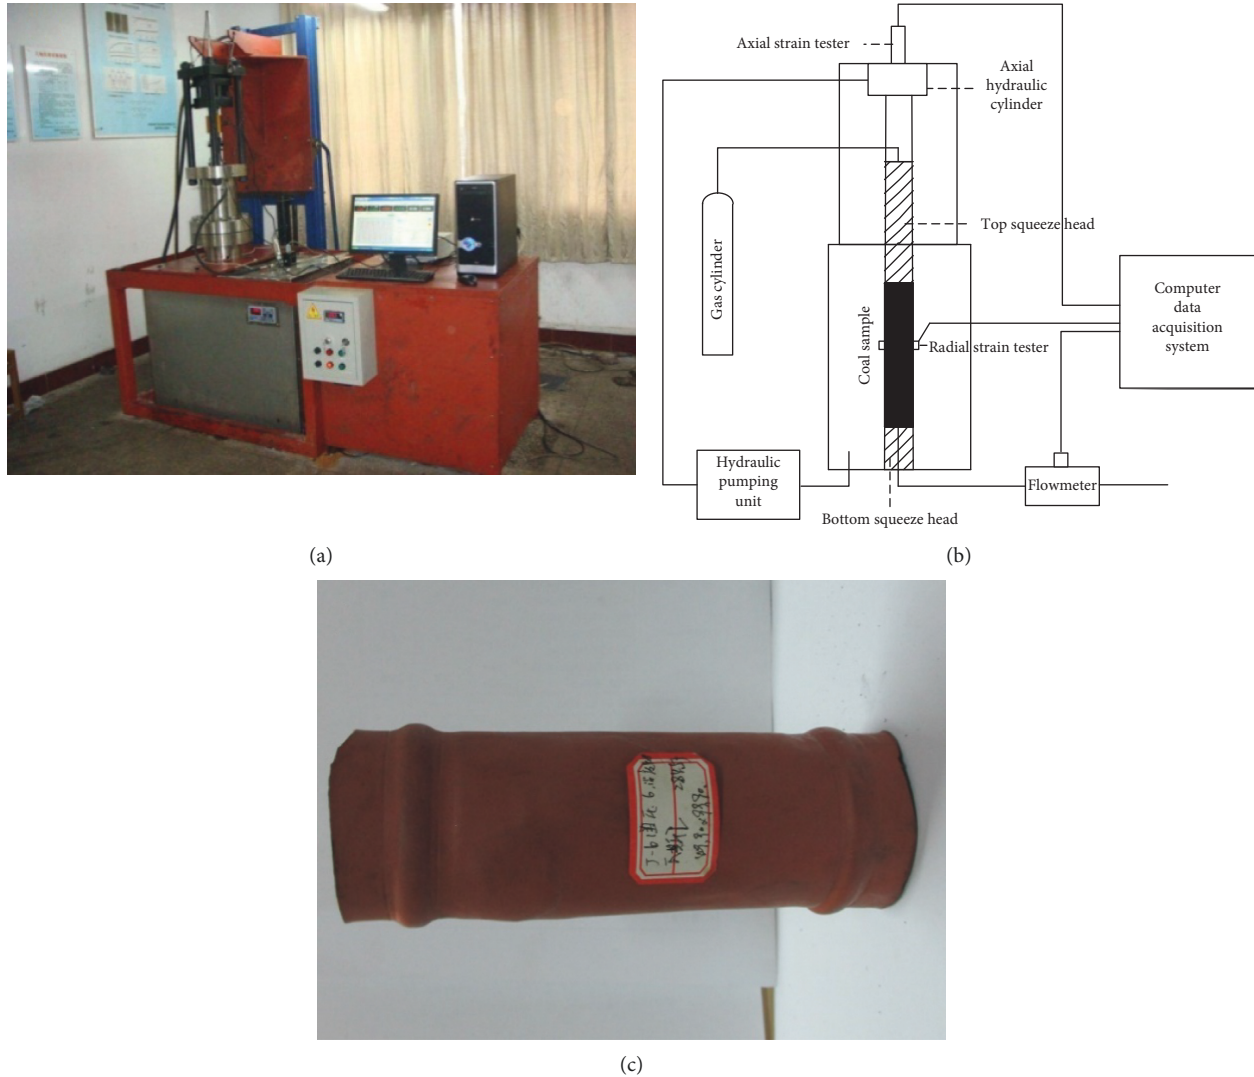 Axial strain tester
Axial
hydraulic
cylinder
Top squeeze head
Gas cylinder
Coal sample
Radial strain tester
Computer
data
acquisition
system
Hydraulic
pumping
unit
Flowmeter
Bottom squeeze head
(a)
(b)
(c)